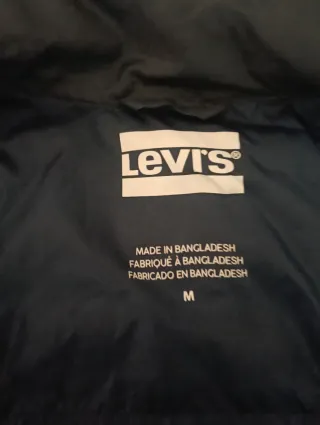 Levi's®
MADE IN BANGLADESH
FABRIQUÉ À BANGLADESH
FABRICADO EN BANGLADESH
M